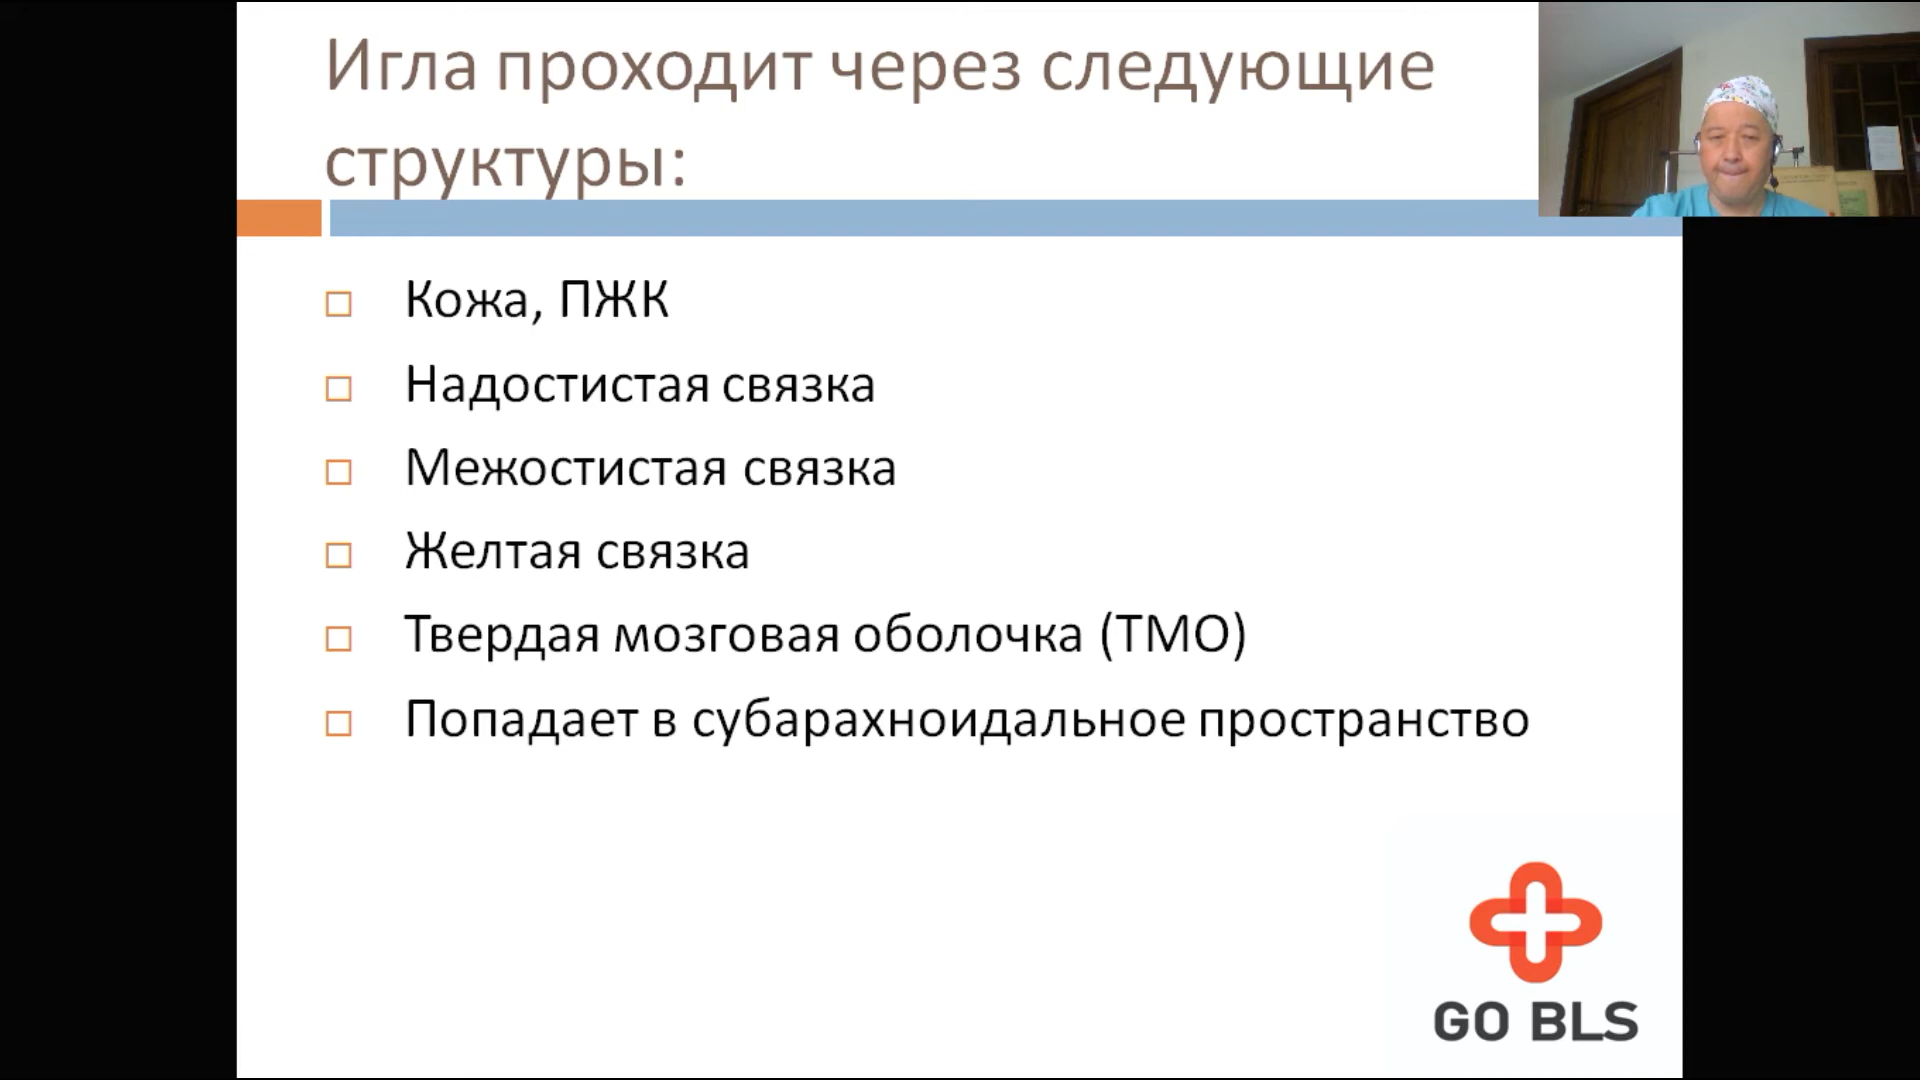 Игла проходит через следующие
структуры:
Кожа, ПЖК
Надостистая связка
Межостистая связка
Желтая связка
Твердая мозговая оболочка (ТМО)
Попадает в субарахноидальное пространство
GO BLS